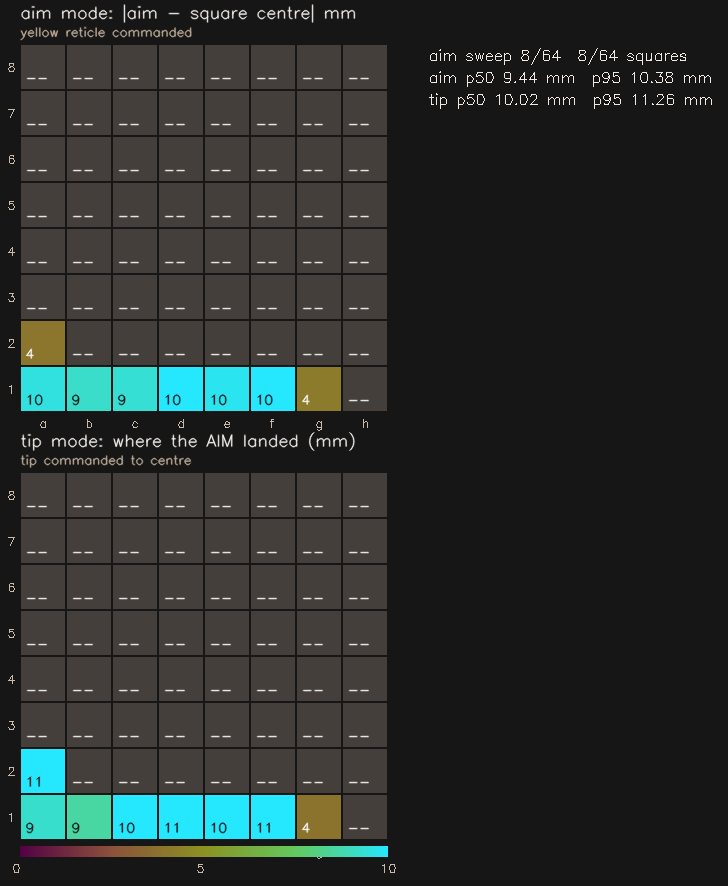 aim mode: |aim – square centre| mm
yellow reticle commanded
aim sweep 8/64 8/64 squares
aim p50 9.44 mm p95 10.38 mm
tip p50 10.02 mm p95 11.26 mm
8 -- -- -- -- -- -- -- --
7 -- -- -- -- -- -- -- --
6 -- -- -- -- -- -- -- --
5 -- -- -- -- -- -- -- --
4 -- -- -- -- -- -- -- --
3 -- -- -- -- -- -- -- --
2 4 -- -- -- -- -- -- --
1 10 9 9 10 10 10 4 --
a b c d e f g h
tip mode: where the AIM landed (mm)
tip commanded to centre
8 -- -- -- -- -- -- -- --
7 -- -- -- -- -- -- -- --
6 -- -- -- -- -- -- -- --
5 -- -- -- -- -- -- -- --
4 -- -- -- -- -- -- -- --
3 -- -- -- -- -- -- -- --
2 11 -- -- -- -- -- -- --
1 9 9 10 11 10 11 4 --
0 5 10